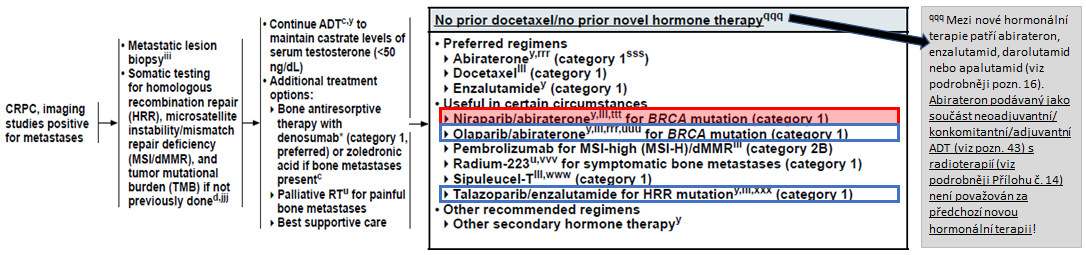 CRPC, imaging
studies positive
for metastases
• Metastatic lesion
biopsyiii
• Somatic testing
for homologous
recombination repair
(HRR), microsatellite
instability/mismatch
repair deficiency
(MSI/dMMR), and
tumor mutational
burden (TMB) if not
previously doned,jjj
• Continue ADTc,y to
maintain castrate levels of
serum testosterone (<50
ng/dL)
• Additional treatment
options:
▸ Bone antiresorptive
therapy with
denosumab* (category 1,
preferred) or zoledronic
acid if bone metastases
presentc
▸ Palliative RTu for painful
bone metastases
▸ Best supportive care
No prior docetaxel/no prior novel hormone therapyqqq
• Preferred regimens
▸ Abirateroney,rrr (category 1sss)
▸ Docetaxellll (category 1)
▸ Enzalutamidey (category 1)
• Useful in certain circumstances
▸ Niraparib/abirateroney,lll,ttt for BRCA mutation (category 1)
▸ Olaparib/abirateroney,lll,rrr,uuu for BRCA mutation (category 1)
▸ Pembrolizumab for MSI-high (MSI-H)/dMMRlll (category 2B)
▸ Radium-223u,vvv for symptomatic bone metastases (category 1)
▸ Sipuleucel-Tlll,www (category 1)
▸ Talazoparib/enzalutamide for HRR mutationy,lll,xxx (category 1)
• Other recommended regimens
▸ Other secondary hormone therapyy
qqq Mezi nové hormonální
terapie patří abirateron,
enzalutamid, darolutamid
nebo apalutamid (viz
podrobněji pozn. 16).
Abirateron podávaný jako
součást neoadjuvantní/
konkomitantní/adjuvantní
ADT (viz pozn. 43) s
radioterapií (viz
podrobněji Přílohu č. 14)
není považován za
předchozí novou
hormonální terapii!